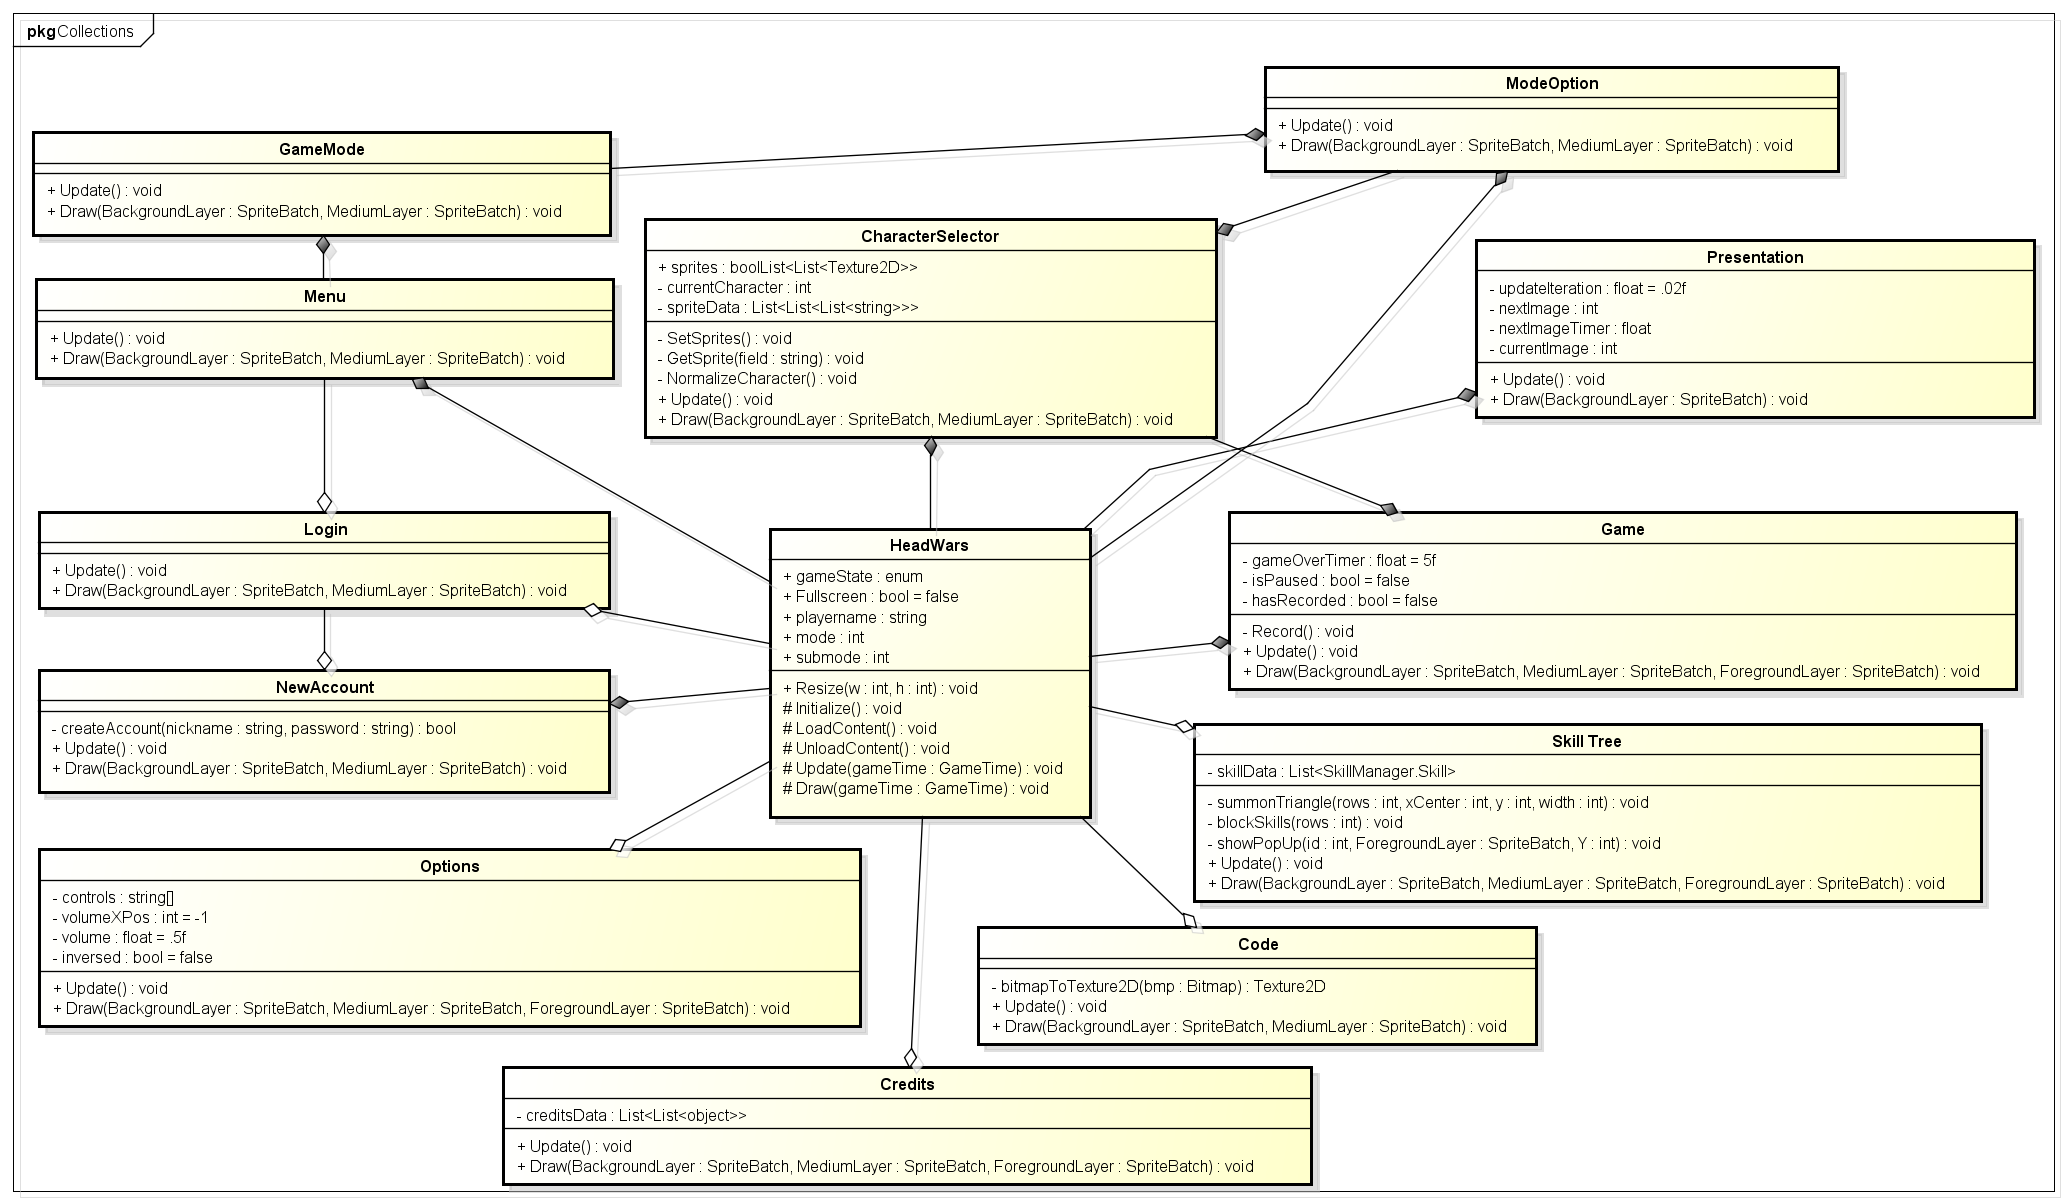 pkgCollections
ModeOption
+ Update() : void
+ Draw(BackgroundLayer : SpriteBatch, MediumLayer : SpriteBatch) : void
GameMode
+ Update() : void
+ Draw(BackgroundLayer : SpriteBatch, MediumLayer : SpriteBatch) : void
CharacterSelector
+ sprites : boolList<List<Texture2D>>
- currentCharacter : int
- spriteData : List<List<List<string>>>
- SetSprites() : void
- GetSprite(field : string) : void
- NormalizeCharacter() : void
+ Update() : void
+ Draw(BackgroundLayer : SpriteBatch, MediumLayer : SpriteBatch) : void
Presentation
- updateIteration : float = .02f
- nextImage : int
- nextImageTimer : float
- currentImage : int
+ Update() : void
+ Draw(BackgroundLayer : SpriteBatch) : void
Menu
+ Update() : void
+ Draw(BackgroundLayer : SpriteBatch, MediumLayer : SpriteBatch) : void
Login
+ Update() : void
+ Draw(BackgroundLayer : SpriteBatch, MediumLayer : SpriteBatch) : void
HeadWars
+ gameState : enum
+ Fullscreen : bool = false
+ playername : string
+ mode : int
+ submode : int
+ Resize(w : int, h : int) : void
# Initialize() : void
# LoadContent() : void
# UnloadContent() : void
# Update(gameTime : GameTime) : void
# Draw(gameTime : GameTime) : void
Game
- gameOverTimer : float = 5f
- isPaused : bool = false
- hasRecorded : bool = false
- Record() : void
+ Update() : void
+ Draw(BackgroundLayer : SpriteBatch, MediumLayer : SpriteBatch, ForegroundLayer : SpriteBatch) : void
NewAccount
- createAccount(nickname : string, password : string) : bool
+ Update() : void
+ Draw(BackgroundLayer : SpriteBatch, MediumLayer : SpriteBatch) : void
Skill Tree
- skillData : List<SkillManager.Skill>
- summonTriangle(rows : int, xCenter : int, y : int, width : int) : void
- blockSkills(rows : int) : void
- showPopUp(id : int, ForegroundLayer : SpriteBatch, Y : int) : void
+ Update() : void
+ Draw(BackgroundLayer : SpriteBatch, MediumLayer : SpriteBatch, ForegroundLayer : SpriteBatch) : void
Options
- controls : string[]
- volumeXPos : int = -1
- volume : float = .5f
- inversed : bool = false
+ Update() : void
+ Draw(BackgroundLayer : SpriteBatch, MediumLayer : SpriteBatch, ForegroundLayer : SpriteBatch) : void
Code
- bitmapToTexture2D(bmp : Bitmap) : Texture2D
+ Update() : void
+ Draw(BackgroundLayer : SpriteBatch, MediumLayer : SpriteBatch) : void
Credits
- creditsData : List<List<object>>
+ Update() : void
+ Draw(BackgroundLayer : SpriteBatch, MediumLayer : SpriteBatch, ForegroundLayer : SpriteBatch) : void